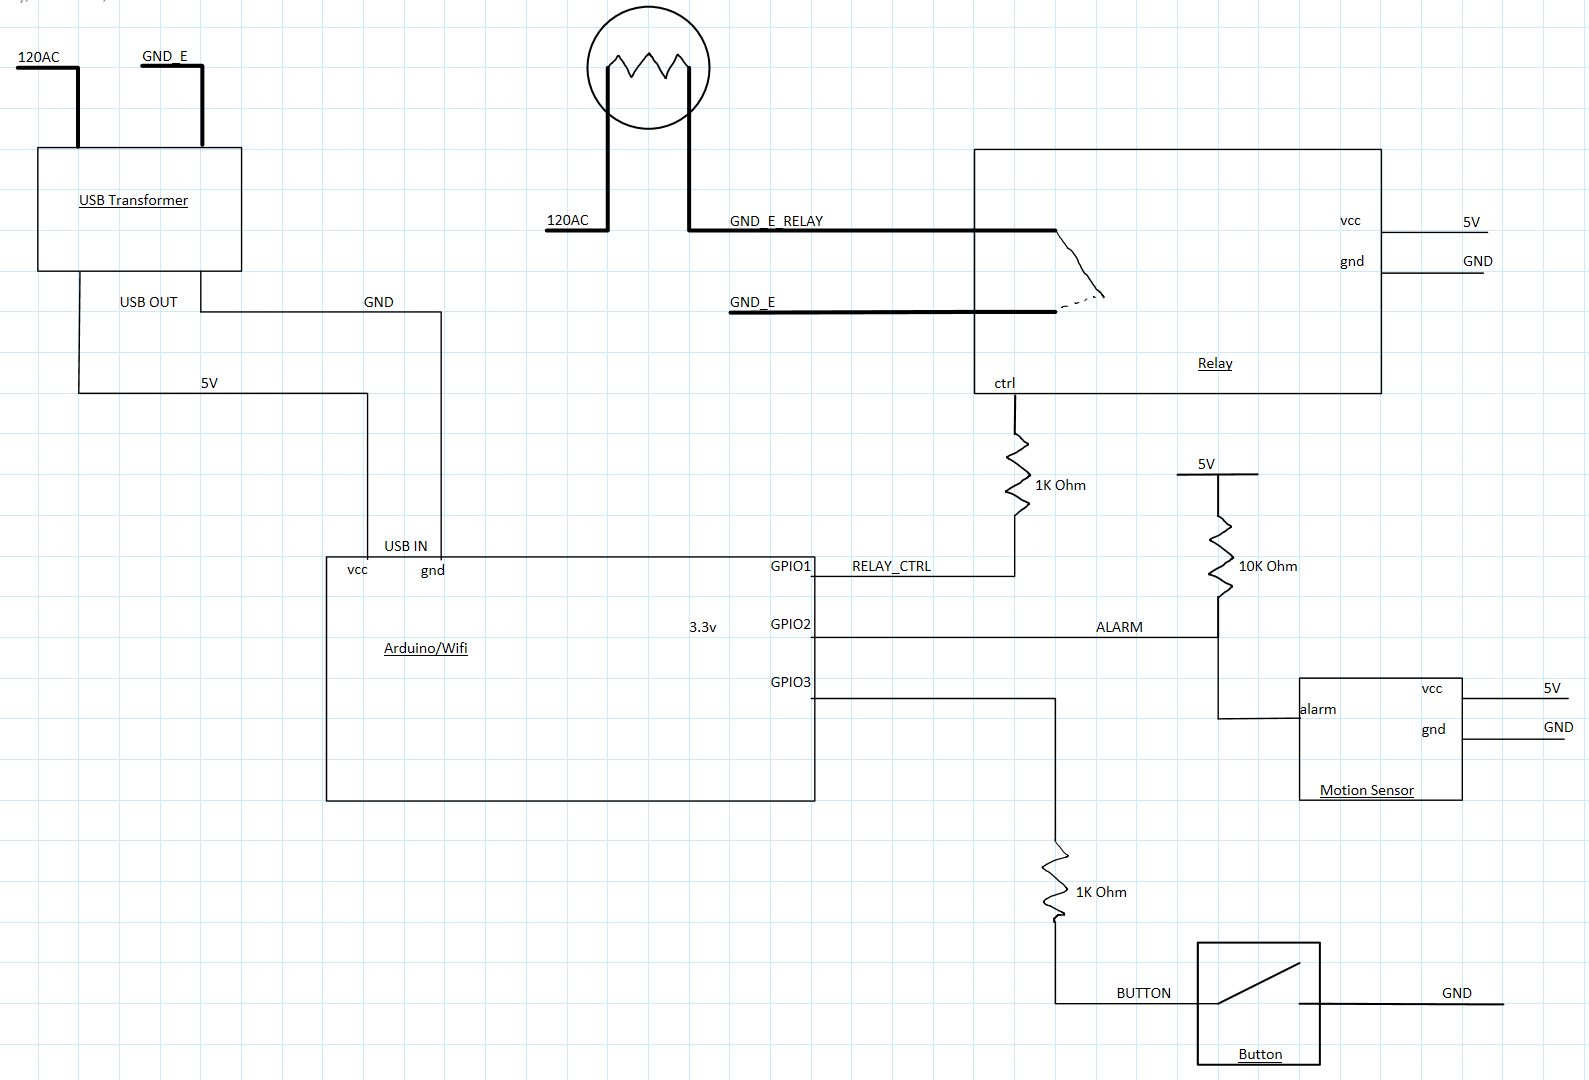 120AC
GND_E
USB Transformer
120AC
GND_E_RELAY
vcc
5V
gnd
GND
USB OUT
GND
GND_E
Relay
5V
ctrl
5V
1K Ohm
USB IN
vcc
gnd
GPIO1
RELAY_CTRL
10K Ohm
3.3v
GPIO2
ALARM
Arduino/Wifi
GPIO3
vcc
5V
alarm
gnd
GND
Motion Sensor
1K Ohm
BUTTON
GND
Button